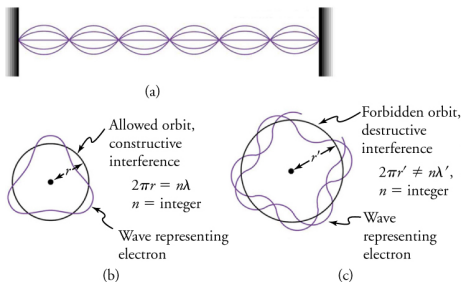 (a)
Allowed orbit,
constructive
interference
2πr = nλ
n = integer
r
Wave representing
electron
(b)
Forbidden orbit,
destructive
interference
2πr′ ≠ nλ′,
n = integer
r′
Wave
representing
electron
(c)